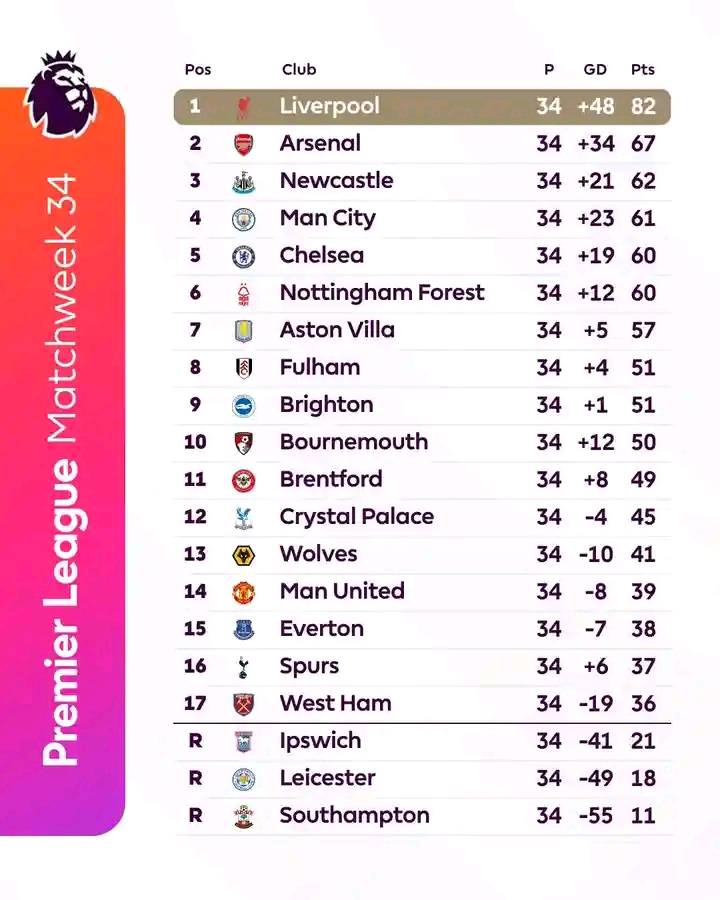 Premier League Matchweek 34
Pos Club P GD Pts
1 Liverpool 34 +48 82
2 Arsenal 34 +34 67
3 Newcastle 34 +21 62
4 Man City 34 +23 61
5 Chelsea 34 +19 60
6 Nottingham Forest 34 +12 60
7 Aston Villa 34 +5 57
8 Fulham 34 +4 51
9 Brighton 34 +1 51
10 Bournemouth 34 +12 50
11 Brentford 34 +8 49
12 Crystal Palace 34 -4 45
13 Wolves 34 -10 41
14 Man United 34 -8 39
15 Everton 34 -7 38
16 Spurs 34 +6 37
17 West Ham 34 -19 36
R Ipswich 34 -41 21
R Leicester 34 -49 18
R Southampton 34 -55 11